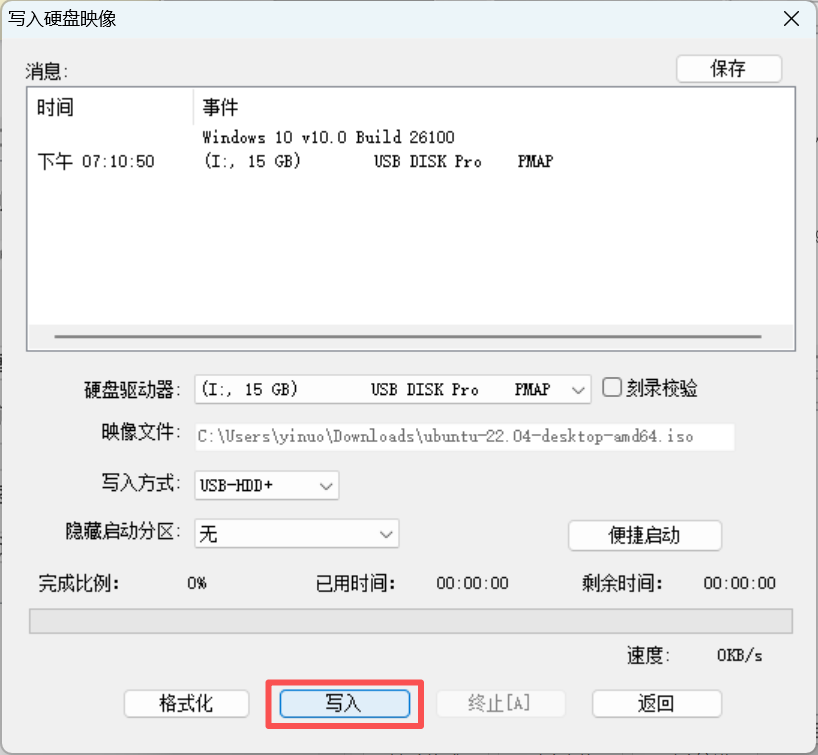 写入硬盘映像
消息:
保存
时间 事件
Windows 10 v10.0 Build 26100
下午 07:10:50 (I:, 15 GB) USB DISK Pro PMAP
硬盘驱动器: (I:, 15 GB) USB DISK Pro PMAP 刻录校验
映像文件: C:\Users\yinuo\Downloads\ubuntu-22.04-desktop-amd64.iso
写入方式: USB-HDD+
隐藏启动分区: 无 便捷启动
完成比例: 0% 已用时间: 00:00:00 剩余时间: 00:00:00
速度: 0KB/s
格式化 写入 终止[A] 返回